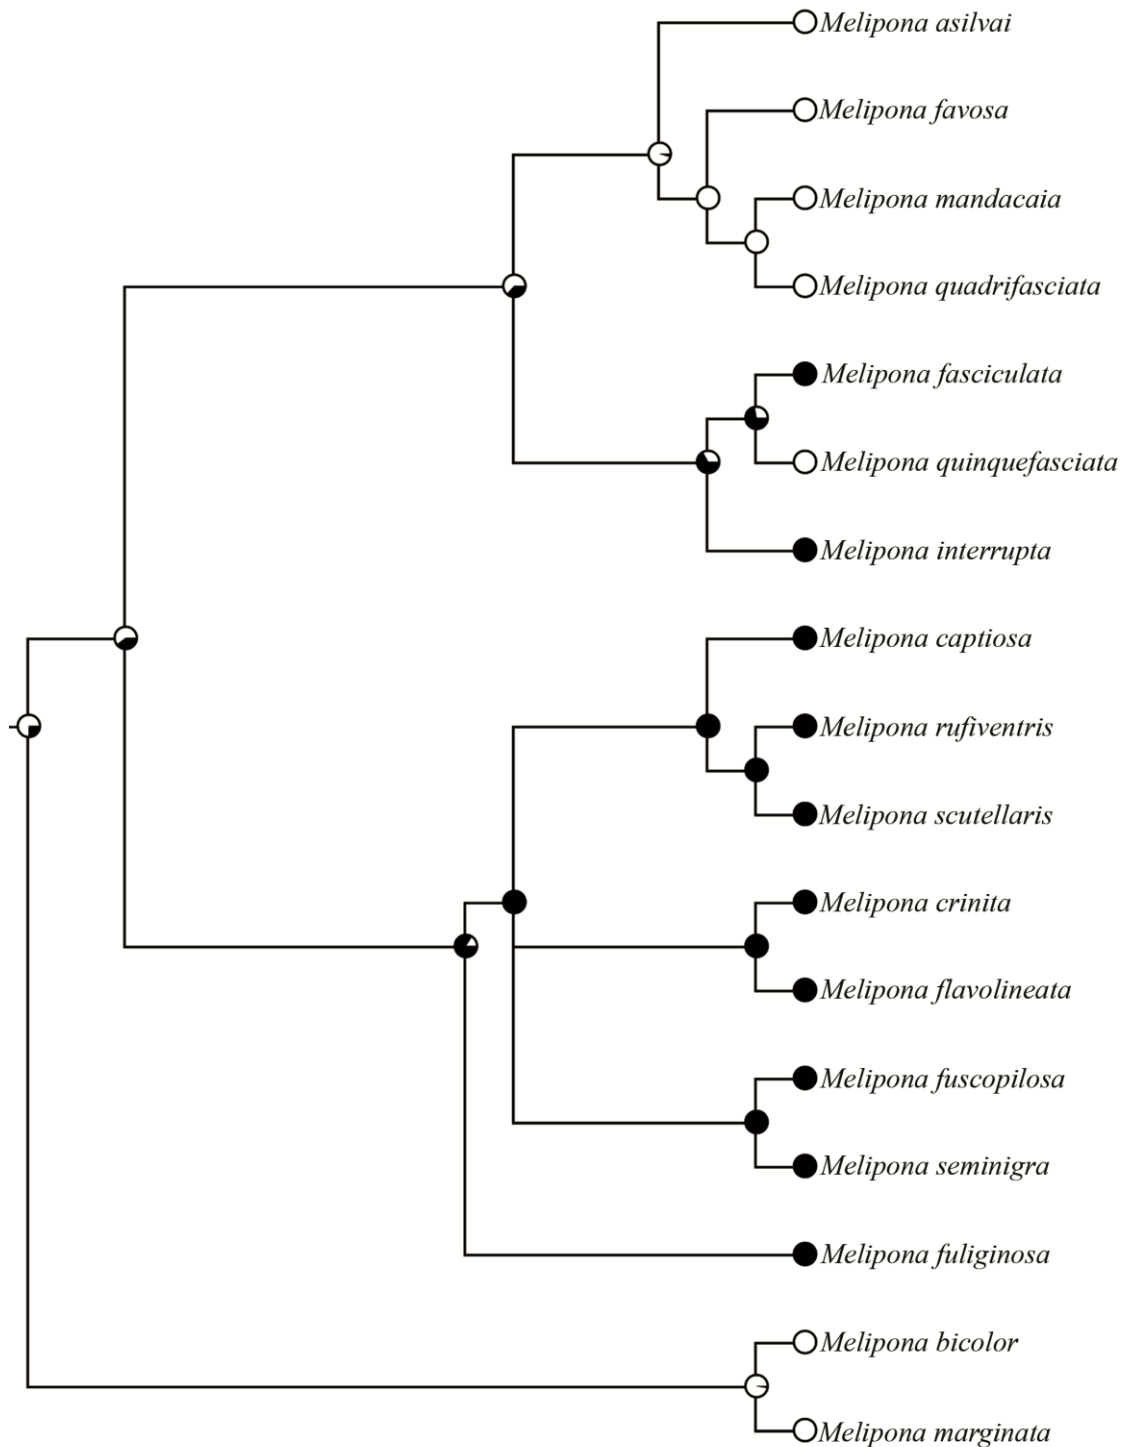 Melipona asilvai
Melipona favosa
Melipona mandacaia
Melipona quadrifasciata
Melipona fasciculata
Melipona quinquefasciata
Melipona interrupta
Melipona captiosa
Melipona rufiventris
Melipona scutellaris
Melipona crinita
Melipona flavolineata
Melipona fuscopilosa
Melipona seminigra
Melipona fuliginosa
Melipona bicolor
Melipona marginata